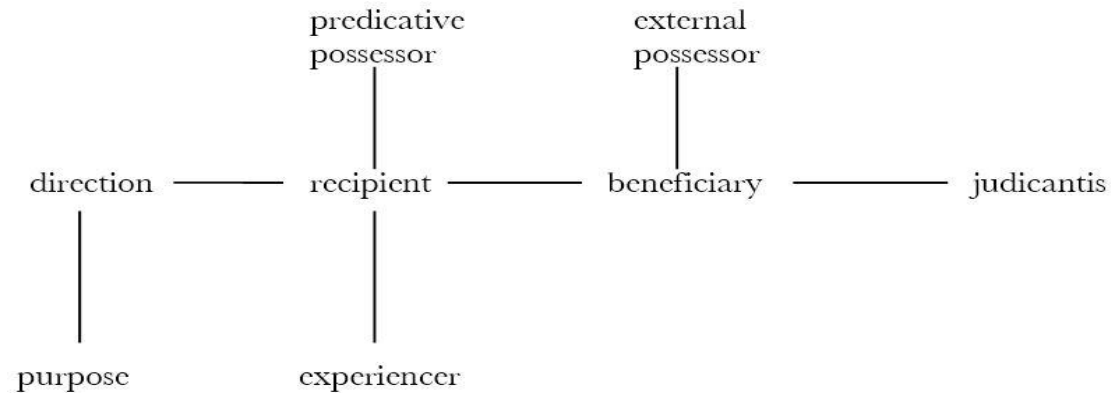 predicative external
possessor possessor
direction recipient beneficiary judicantis
purpose experiencer